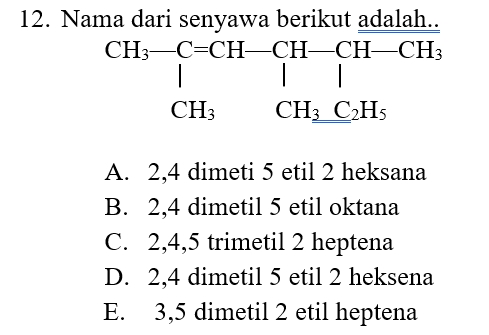 12. Nama dari senyawa berikut adalah..
CH3—C=CH—CH—CH—CH3
| | |
CH3 CH3 C2H5
A. 2,4 dimeti 5 etil 2 heksana
B. 2,4 dimetil 5 etil oktana
C. 2,4,5 trimetil 2 heptena
D. 2,4 dimetil 5 etil 2 heksena
E. 3,5 dimetil 2 etil heptena